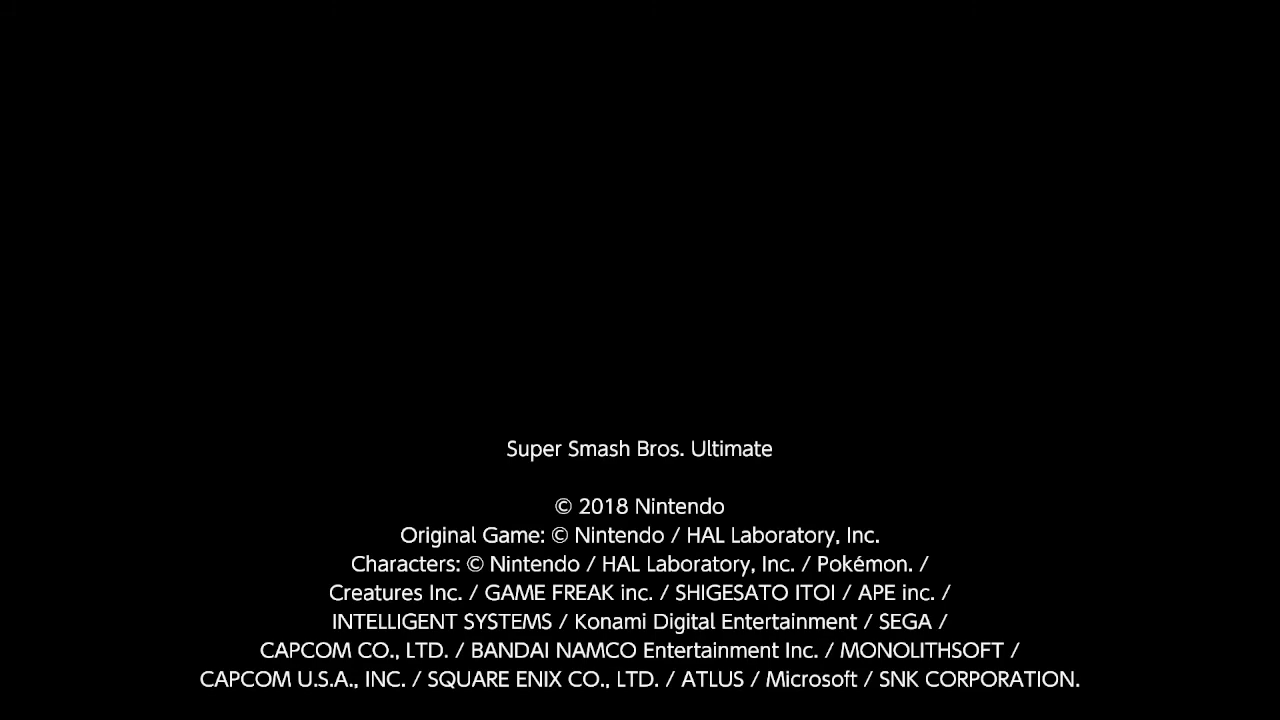 Super Smash Bros. Ultimate
© 2018 Nintendo
Original Game: © Nintendo / HAL Laboratory, Inc.
Characters: © Nintendo / HAL Laboratory, Inc. / Pokémon. /
Creatures Inc. / GAME FREAK inc. / SHIGESATO ITOI / APE inc. /
INTELLIGENT SYSTEMS / Konami Digital Entertainment / SEGA /
CAPCOM CO., LTD. / BANDAI NAMCO Entertainment Inc. / MONOLITHSOFT /
CAPCOM U.S.A., INC. / SQUARE ENIX CO., LTD. / ATLUS / Microsoft / SNK CORPORATION.